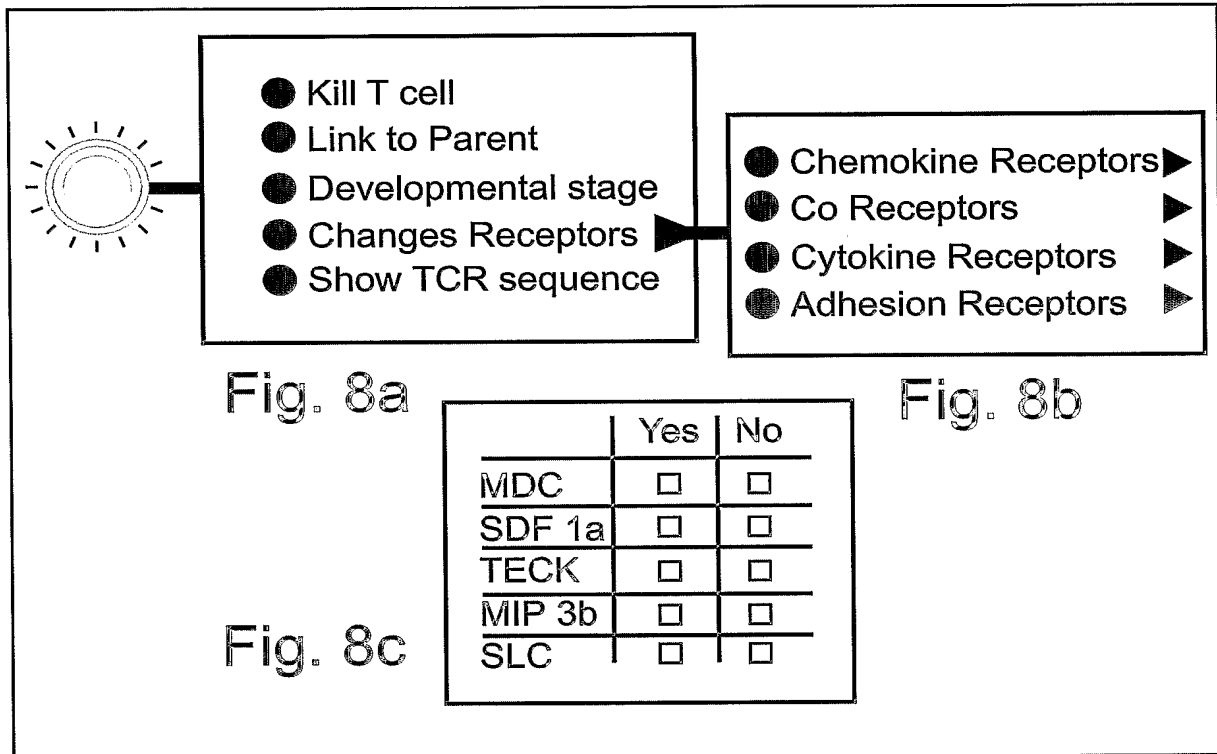 Kill T cell
Link to Parent
Developmental stage
Changes Receptors
Show TCR sequence
Chemokine Receptors
Co Receptors
Cytokine Receptors
Adhesion Receptors
Fig. 8a
Fig. 8b
Yes No
MDC
SDF 1a
TECK
MIP 3b
SLC
Fig. 8c